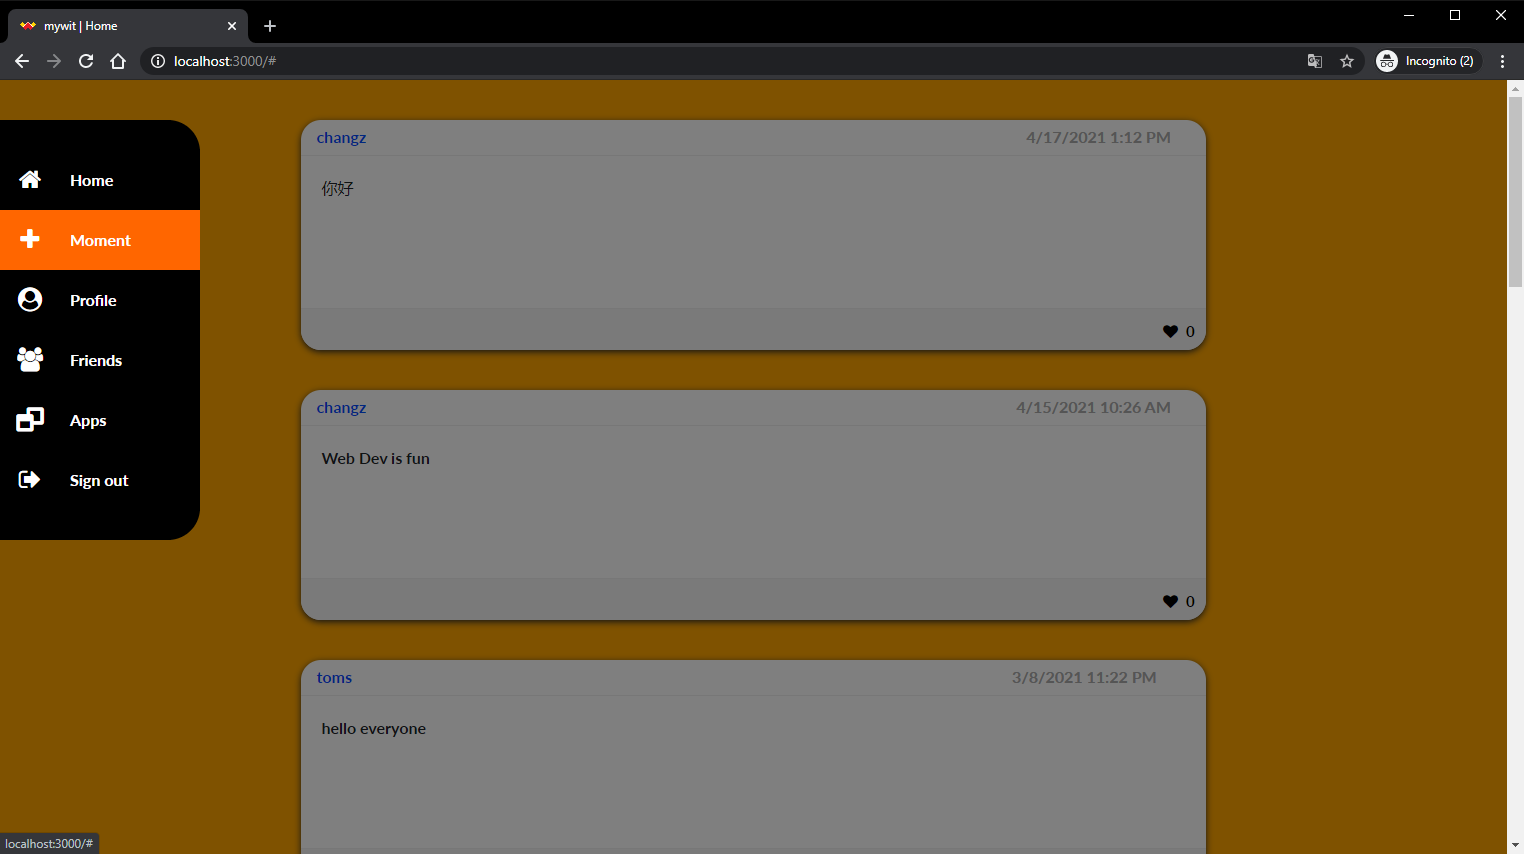 mywit | Home
localhost:3000/#
Incognito (2)
Home
Moment
Profile
Friends
Apps
Sign out
changz 4/17/2021 1:12 PM
你好
0
changz 4/15/2021 10:26 AM
Web Dev is fun
0
toms 3/8/2021 11:22 PM
hello everyone
localhost:3000/#